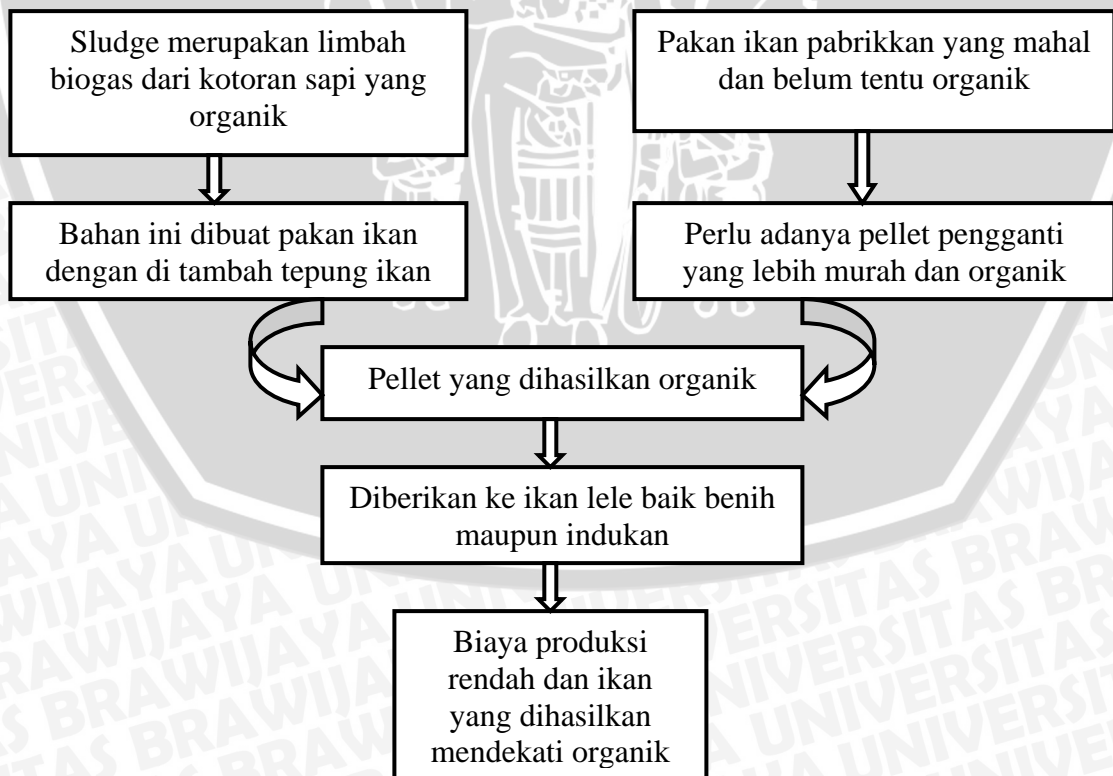 Sludge merupakan limbah
biogas dari kotoran sapi yang
organik
Pakan ikan pabrikkan yang mahal
dan belum tentu organik
Bahan ini dibuat pakan ikan
dengan di tambah tepung ikan
Perlu adanya pellet pengganti
yang lebih murah dan organik
Pellet yang dihasilkan organik
Diberikan ke ikan lele baik benih
maupun indukan
Biaya produksi
rendah dan ikan
yang dihasilkan
mendekati organik